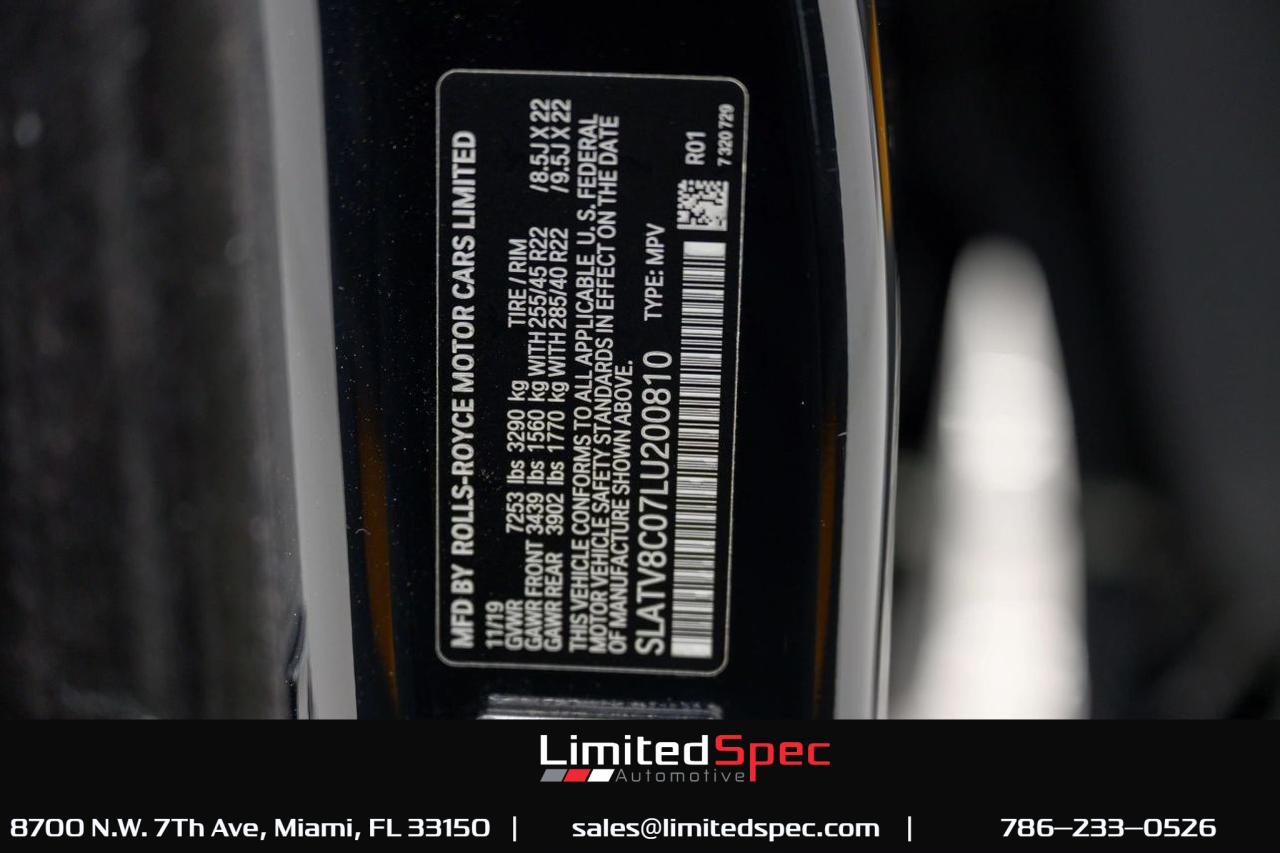 MFD BY ROLLS-ROYCE MOTOR CARS LIMITED
11/19
GVWR 7253 lbs 3290 kg TIRE / RIM
GAWR FRONT 3439 lbs 1560 kg WITH 255/45 R22 /8.5J X 22
GAWR REAR 3902 lbs 1770 kg WITH 285/40 R22 /9.5J X 22
THIS VEHICLE CONFORMS TO ALL APPLICABLE U. S. FEDERAL
MOTOR VEHICLE SAFETY STANDARDS IN EFFECT ON THE DATE
OF MANUFACTURE SHOWN ABOVE.
SLATV8C07LU200810 TYPE: MPV
R01
7 320 729
LimitedSpec
Automotive
8700 N.W. 7Th Ave, Miami, FL 33150 | sales@limitedspec.com | 786-233-0526